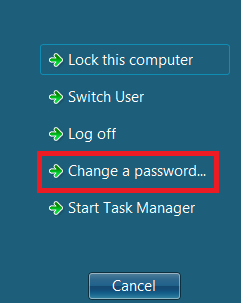 Lock this computer
Switch User
Log off
Change a password...
Start Task Manager
Cancel